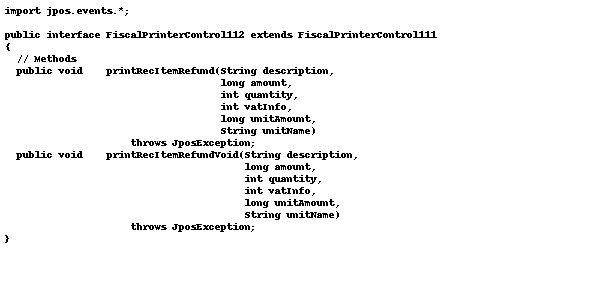 import jpos.events.*;
public interface FiscalPrinterControl112 extends FiscalPrinterControl111
{
// Methods
public void printRecItemRefund(String description,
long amount,
int quantity,
int vatInfo,
long unitAmount,
String unitName)
throws JposException;
public void printRecItemRefundVoid(String description,
long amount,
int quantity,
int vatInfo,
long unitAmount,
String unitName)
throws JposException;
}